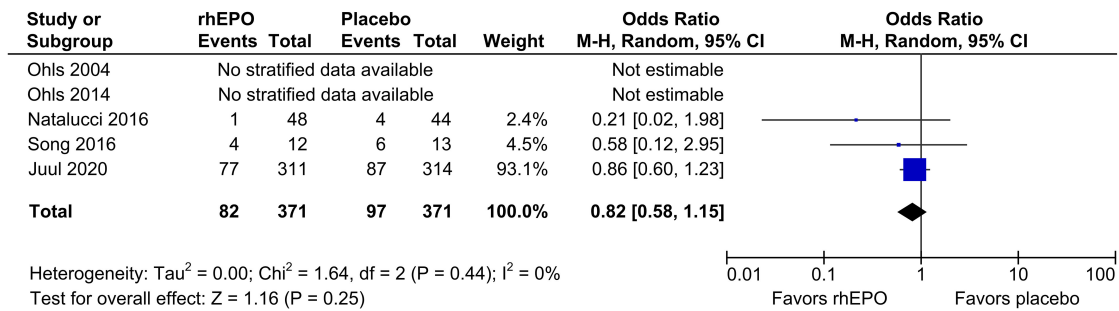 Study or rhEPO Placebo Odds Ratio Odds Ratio
Subgroup Events Total Events Total Weight M-H, Random, 95% CI M-H, Random, 95% CI
Ohls 2004 No stratified data available Not estimable
Ohls 2014 No stratified data available Not estimable
Natalucci 2016 1 48 4 44 2.4% 0.21 [0.02, 1.98]
Song 2016 4 12 6 13 4.5% 0.58 [0.12, 2.95]
Juul 2020 77 311 87 314 93.1% 0.86 [0.60, 1.23]
Total 82 371 97 371 100.0% 0.82 [0.58, 1.15]
Heterogeneity: Tau² = 0.00; Chi² = 1.64, df = 2 (P = 0.44); I² = 0%
0.01 0.1 1 10 100
Test for overall effect: Z = 1.16 (P = 0.25)
Favors rhEPO Favors placebo